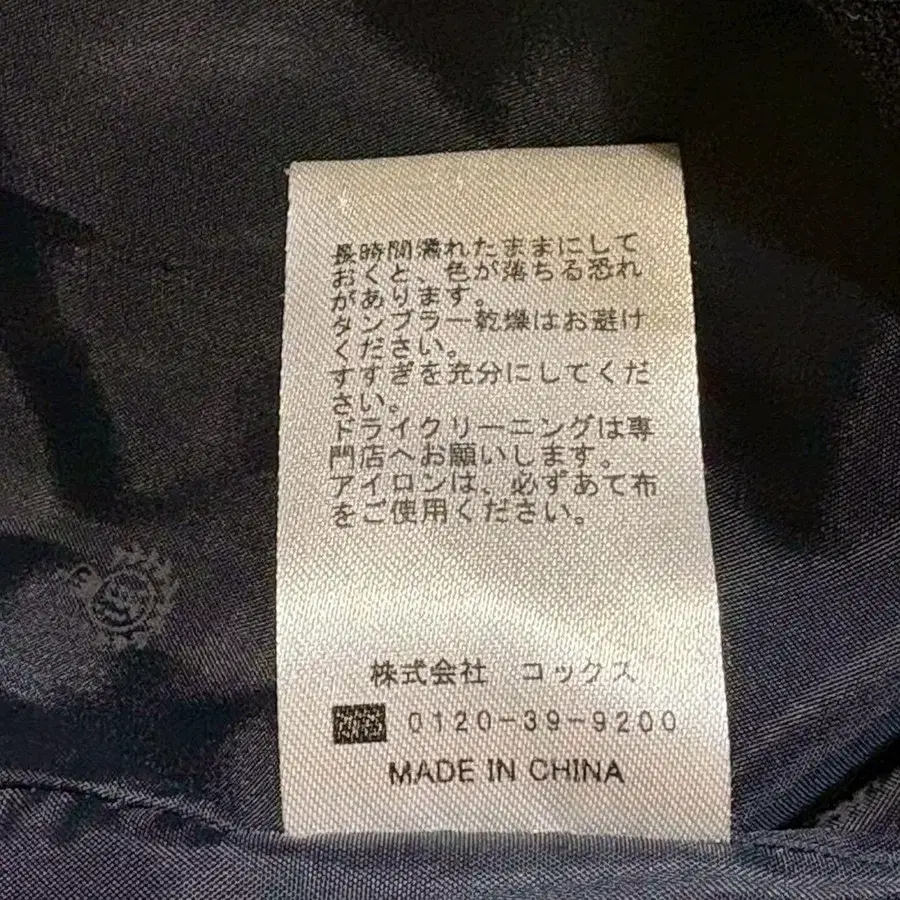 長時間濡れたままにして
おくと、色が落ちる恐れ
があります。
タンブラー乾燥はお避け
ください。
すすぎを充分にしてくだ
さい。
ドライクリーニングは専
門店へお願いします。
アイロンは、必ずあて布
をご使用ください。
株式会社 コックス
0120-39-9200
MADE IN CHINA